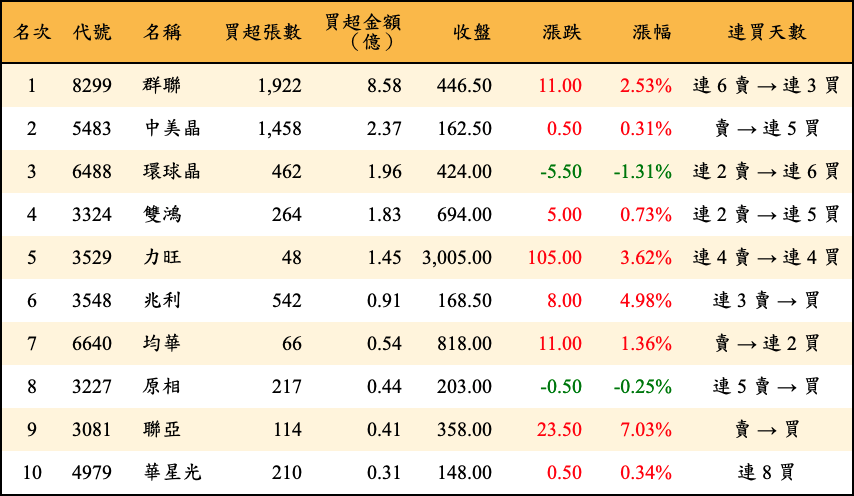 名次 代號 名稱 買超張數 買超金額（億） 收盤 漲跌 漲幅 連買天數
1 8299 群聯 1,922 8.58 446.50 11.00 2.53% 連 6 賣 → 連 3 買
2 5483 中美晶 1,458 2.37 162.50 0.50 0.31% 賣 → 連 5 買
3 6488 環球晶 462 1.96 424.00 -5.50 -1.31% 連 2 賣 → 連 6 買
4 3324 雙鴻 264 1.83 694.00 5.00 0.73% 連 2 賣 → 連 5 買
5 3529 力旺 48 1.45 3,005.00 105.00 3.62% 連 4 賣 → 連 4 買
6 3548 兆利 542 0.91 168.50 8.00 4.98% 連 3 賣 → 買
7 6640 均華 66 0.54 818.00 11.00 1.36% 賣 → 連 2 買
8 3227 原相 217 0.44 203.00 -0.50 -0.25% 連 5 賣 → 買
9 3081 聯亞 114 0.41 358.00 23.50 7.03% 賣 → 買
10 4979 華星光 210 0.31 148.00 0.50 0.34% 連 8 買